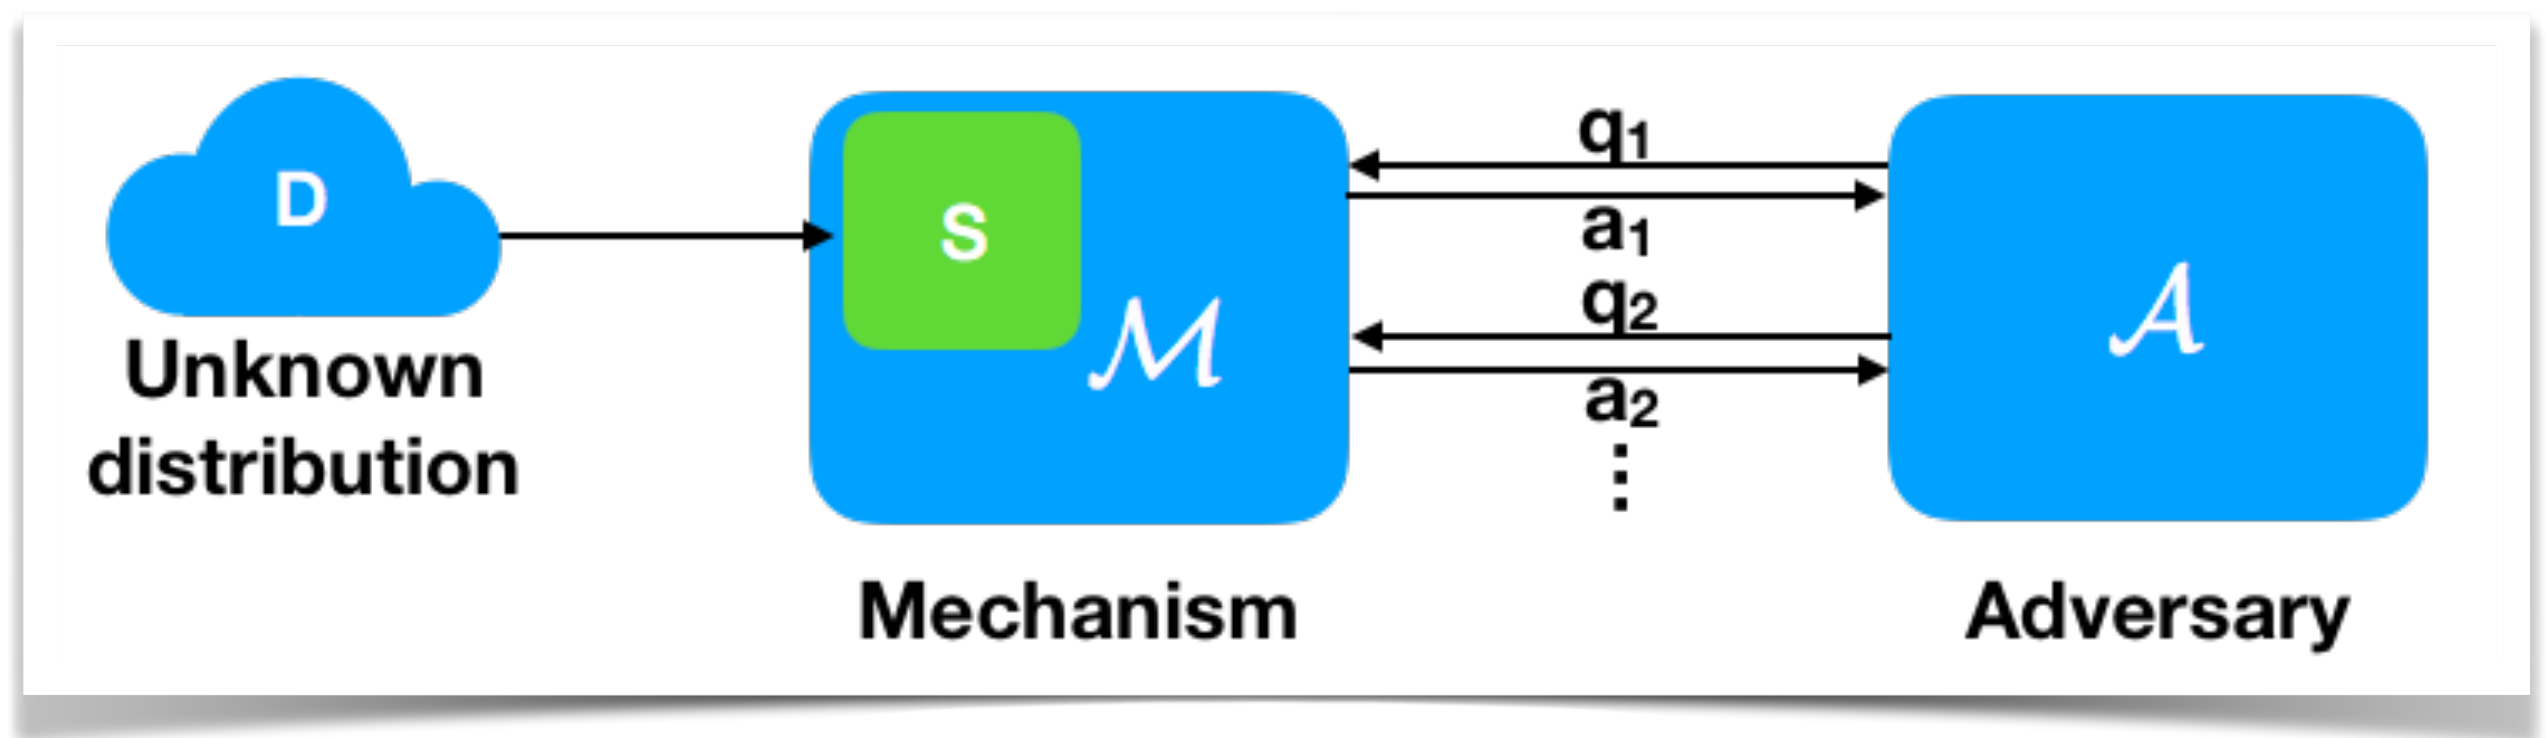 D
Unknown
distribution
S
ℳ
Mechanism
q₁
a₁
q₂
a₂
⋮
𝒜
Adversary